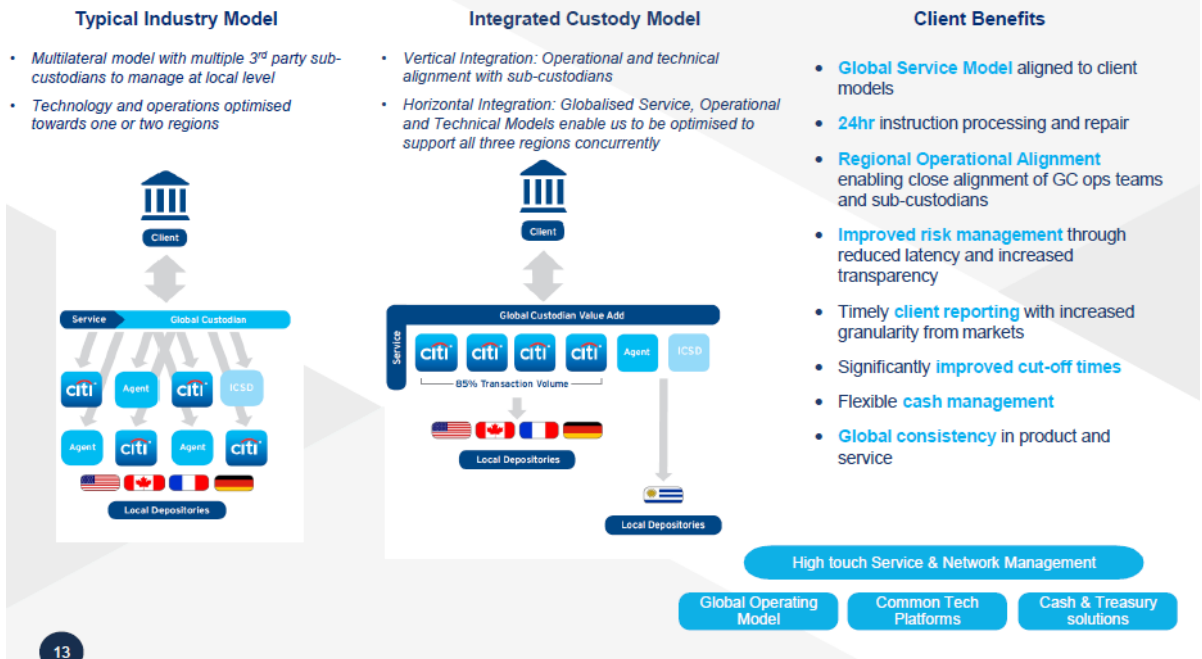 Typical Industry Model
• Multilateral model with multiple 3rd party sub-
custodians to manage at local level
• Technology and operations optimised
towards one or two regions
Client
Service
Global Custodian
citi
Agent
citi
ICSD
Agent
citi
Agent
citi
Local Depositories
Integrated Custody Model
• Vertical Integration: Operational and technical
alignment with sub-custodians
• Horizontal Integration: Globalised Service, Operational
and Technical Models enable us to be optimised to
support all three regions concurrently
Client
Global Custodian Value Add
Service
citi
citi
citi
citi
Agent
ICSD
85% Transaction Volume
Local Depositories
Local Depositories
Client Benefits
• Global Service Model aligned to client
models
• 24hr instruction processing and repair
• Regional Operational Alignment
enabling close alignment of GC ops teams
and sub-custodians
• Improved risk management through
reduced latency and increased
transparency
• Timely client reporting with increased
granularity from markets
• Significantly improved cut-off times
• Flexible cash management
• Global consistency in product and
service
High touch Service & Network Management
Global Operating
Model
Common Tech
Platforms
Cash & Treasury
solutions
13